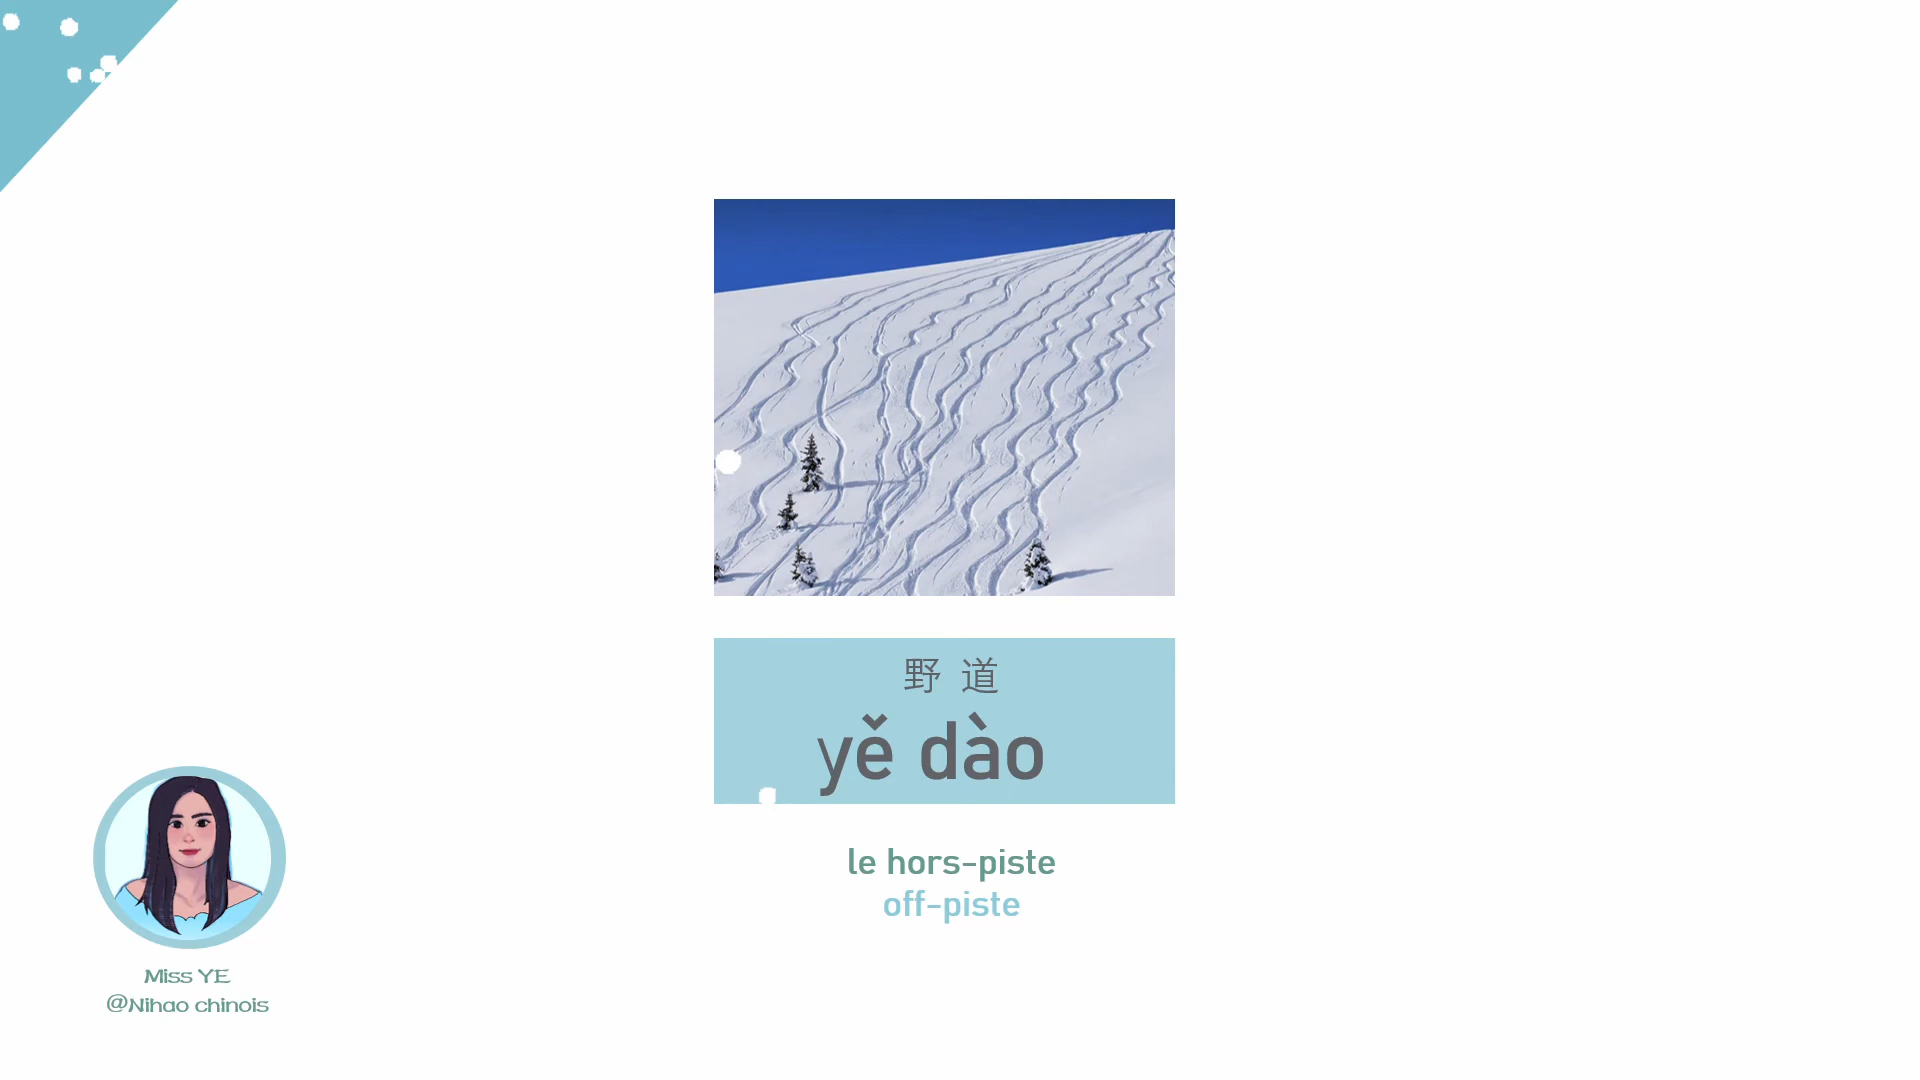 野 道
yě dào
le hors-piste
off-piste
Miss YE
@Nihao chinois